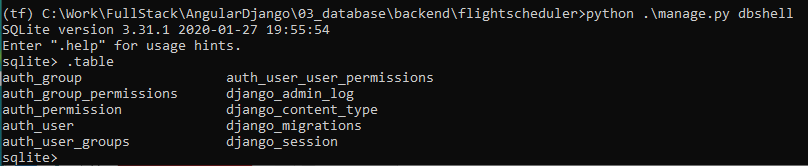 (tf) C:\Work\FullStack\AngularDjango\03_database\backend\flightscheduler>python .\manage.py dbshell
SQLite version 3.31.1 2020-01-27 19:55:54
Enter ".help" for usage hints.
sqlite> .table
auth_group                  auth_user_user_permissions
auth_group_permissions      django_admin_log
auth_permission             django_content_type
auth_user                   django_migrations
auth_user_groups            django_session
sqlite>